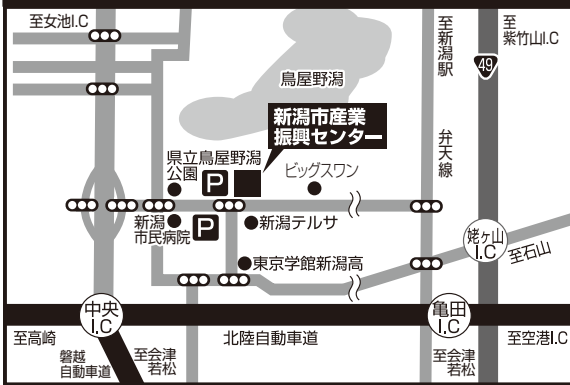 至女池I.C
至新潟駅
至
紫竹山I.C
49
鳥屋野潟
弁天線
新潟市産業
振興センター
県立鳥屋野潟
公園
P
ビッグスワン
新潟
市民病院
P
新潟テルサ
姥ヶ山
I.C
至石山
東京学館新潟高
中央
I.C
亀田
I.C
至高崎
北陸自動車道
至空港I.C
磐越
自動車道
至会津
若松
至会津
若松